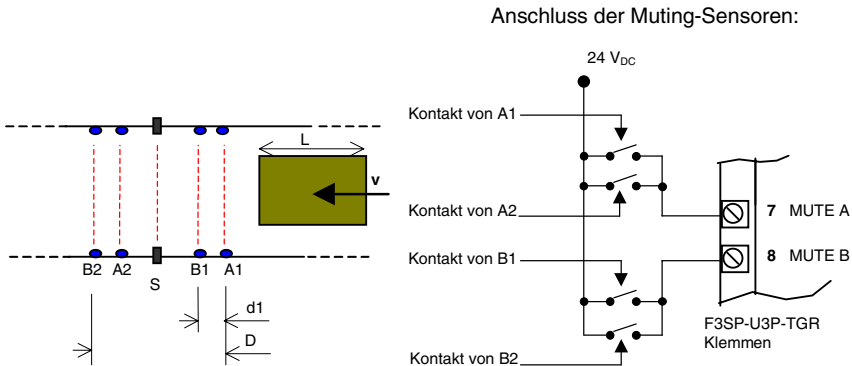 Anschluss der Muting-Sensoren:
24 VDC
Kontakt von A1
L
v
Kontakt von A2
7 MUTE A
Kontakt von B1
8 MUTE B
B2 A2 S B1 A1
d1
D
F3SP-U3P-TGR
Klemmen
Kontakt von B2